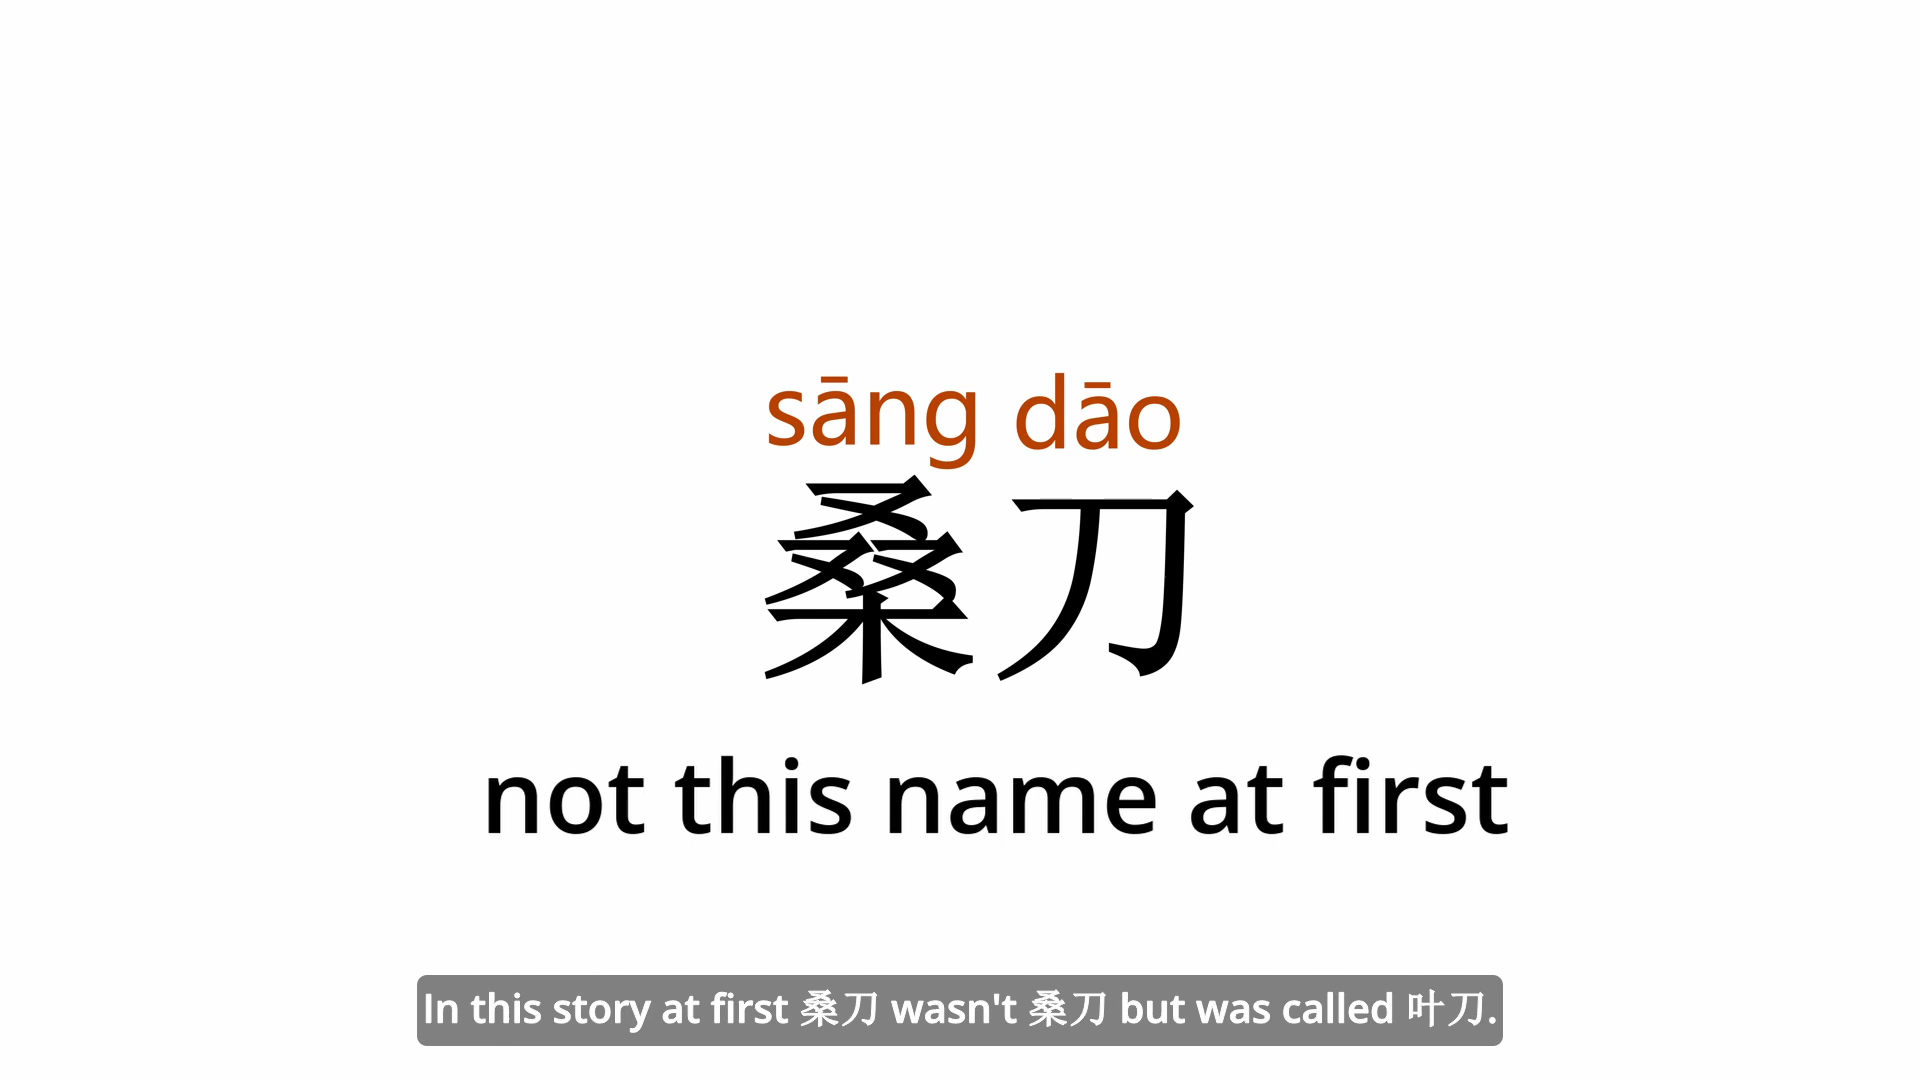 sāng dāo
桑刀
not this name at first
In this story at first 桑刀 wasn't 桑刀 but was called 叶刀.